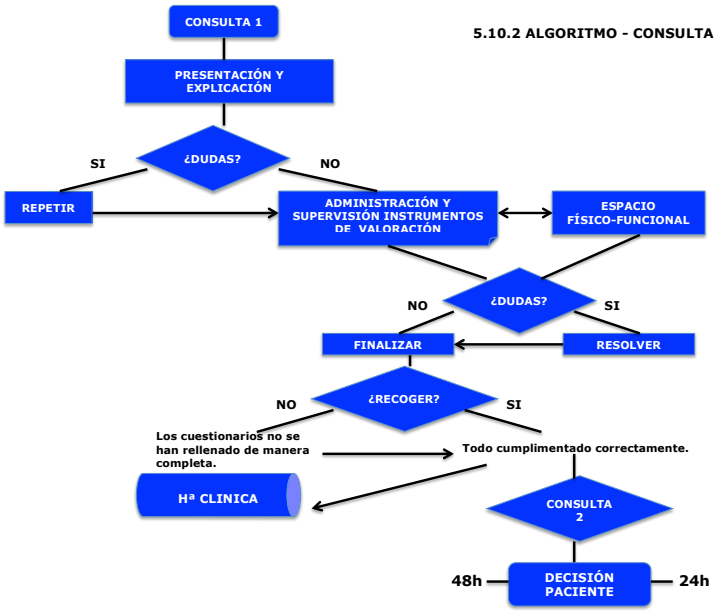 CONSULTA 1
5.10.2 ALGORITMO - CONSULTA
PRESENTACIÓN Y
EXPLICACIÓN
¿DUDAS?
SI
NO
REPETIR
ADMINISTRACIÓN Y
SUPERVISIÓN INSTRUMENTOS
DE VALORACIÓN
ESPACIO
FÍSICO-FUNCIONAL
¿DUDAS?
NO
SI
FINALIZAR
RESOLVER
¿RECOGER?
NO
SI
Los cuestionarios no se
han rellenado de manera
completa.
Todo cumplimentado correctamente.
Hª CLINICA
CONSULTA
2
48h
DECISIÓN
PACIENTE
24h